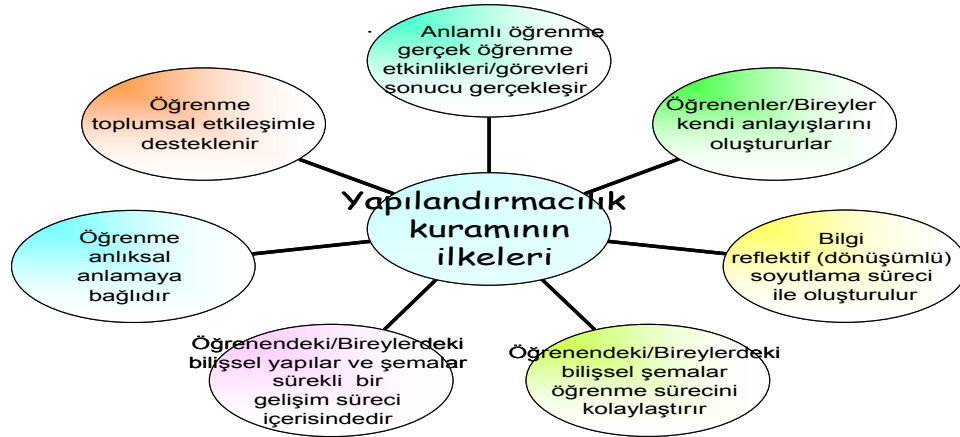 Anlamlı öğrenme
gerçek öğrenme
etkinlikleri/görevleri
sonucu gerçekleşir
Öğrenme
toplumsal etkileşimle
desteklenir
Öğrenenler/Bireyler
kendi anlayışlarını
oluştururlar
Yapılandırmacılık
kuramının
ilkeleri
Öğrenme
anlıksal
anlamaya
bağlıdır
Bilgi
reflektif (dönüşümlü)
soyutlama süreci
ile oluşturulur
Öğrenendeki/Bireylerdeki
bilişsel yapılar ve şemalar
sürekli bir
gelişim süreci
içerisindedir
Öğrenendeki/Bireylerdeki
bilişsel şemalar
öğrenme sürecini
kolaylaştırır